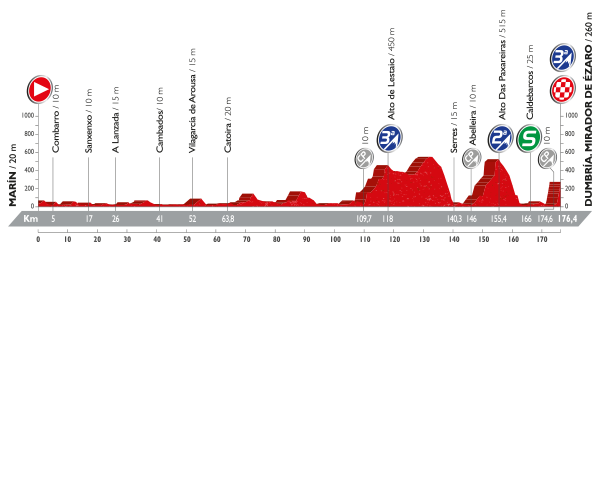 MARÍN / 20 m
Combarro / 10 m
Sanxenxo / 10 m
A Lanzada / 15 m
Cambados / 10 m
Vilagarcía de Arousa / 15 m
Catoira / 20 m
10 m
Alto de Lestaio / 450 m
Serres / 15 m
Abelleira / 10 m
Alto Das Paxareiras / 515 m
Caldebarcos / 25 m
10 m
DUMBRÍA. MIRADOR DE ÉZARO / 260 m
3ª
2ª
S
3ª
1000
800
600
400
200
0
1000
800
600
400
200
0
Km 5 17 26 41 52 63,8 109,7 118 140,3 146 155,4 166 174,6 176,4
0 10 20 30 40 50 60 70 80 90 100 110 120 130 140 150 160 170